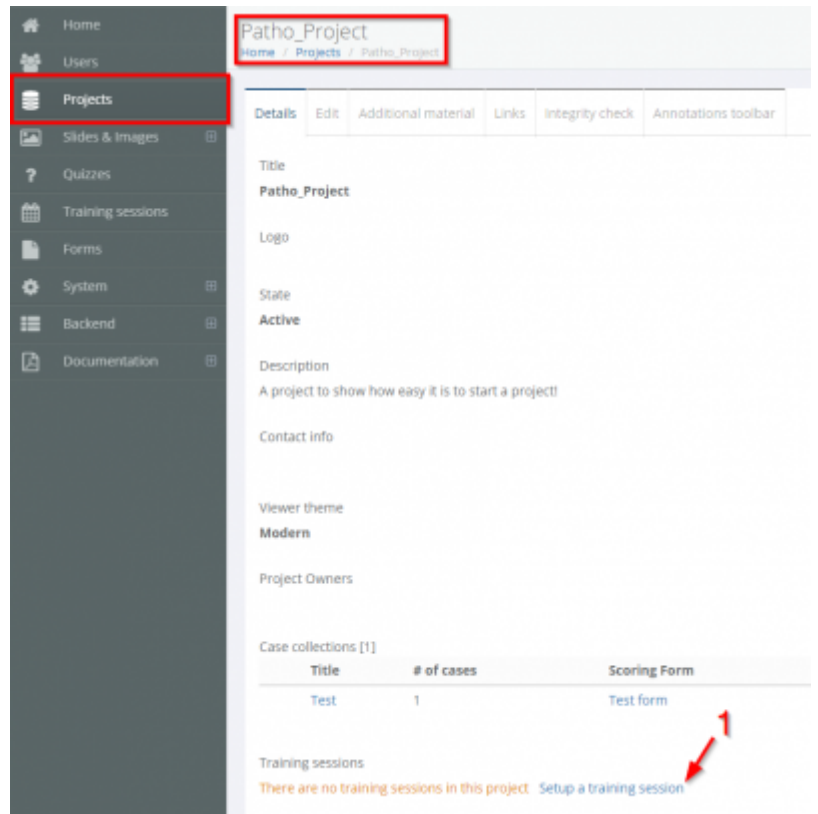 Home
Users
Projects
Slides & Images
Quizzes
Training sessions
Forms
System
Backend
Documentation
Patho_Project
Home / Projects / Patho_Project
Details Edit Additional material Links Integrity check Annotations toolbar
Title
Patho_Project
Logo
State
Active
Description
A project to show how easy it is to start a project!
Contact info
Viewer theme
Modern
Project Owners
Case collections [1]
Title # of cases Scoring Form
Test 1 Test form
1
Training sessions
There are no training sessions in this project Setup a training session